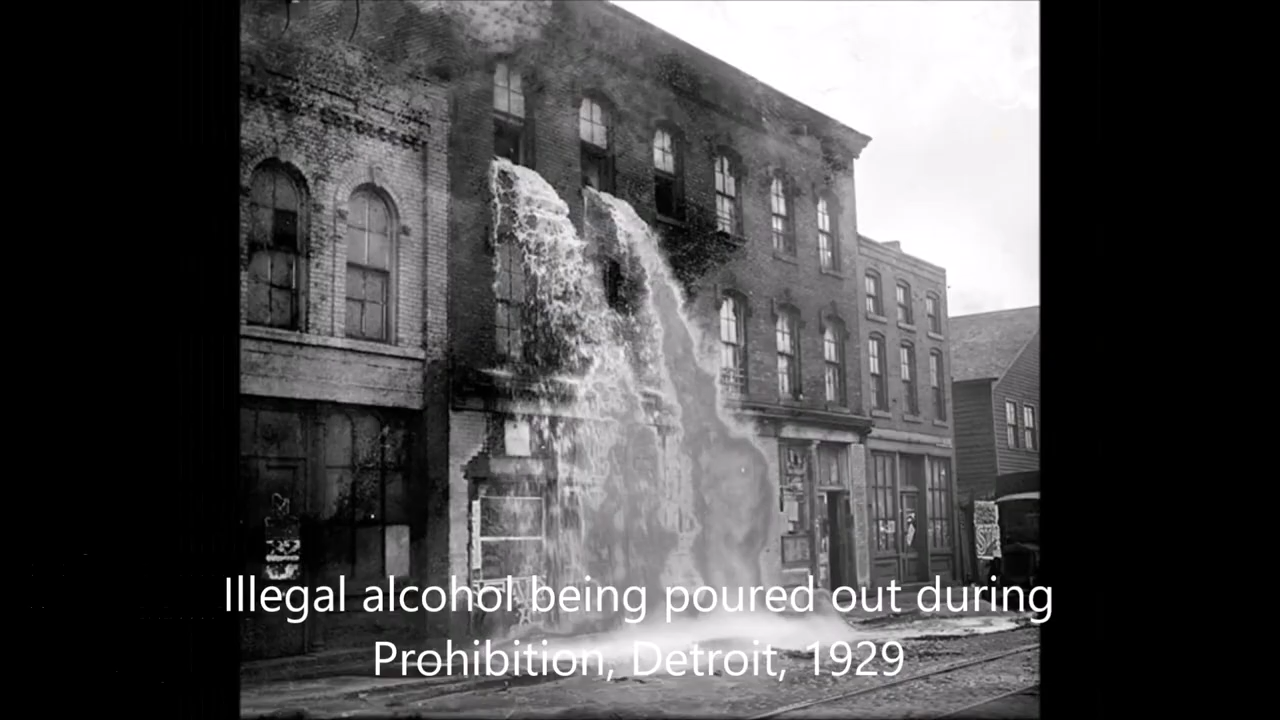 Illegal alcohol being poured out during
Prohibition, Detroit, 1929